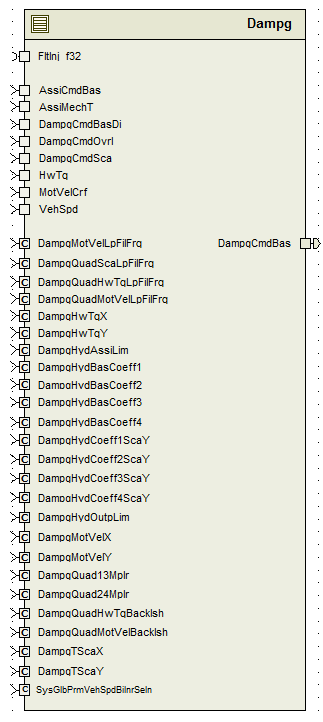 Dampg
FltInj f32
AssiCmdBas
AssiMechT
DampgCmdBasDi
DampgCmdOvrl
DampgCmdSca
HwTq
MotVelCrf
VehSpd
C DampgMotVelLpFilFrq DampgCmdBas
C DampgQuadScaLpFilFrq
C DampgQuadHwTqLpFilFrq
C DampgQuadMotVelLpFilFrq
C DampgHwTqX
C DampgHwTqY
C DampgHydAssiLim
C DampgHydBasCoeff1
C DampgHydBasCoeff2
C DampgHydBasCoeff3
C DampgHydBasCoeff4
C DampgHydCoeff1ScaY
C DampgHydCoeff2ScaY
C DampgHydCoeff3ScaY
C DampgHydCoeff4ScaY
C DampgHydOutpLim
C DampgMotVelX
C DampgMotVelY
C DampgQuad13Mplr
C DampgQuad24Mplr
C DampgQuadHwTqBacklsh
C DampgQuadMotVelBacklsh
C DampgTScaX
C DampgTScaY
C SysGlbPrmVehSpdBilnrSeln